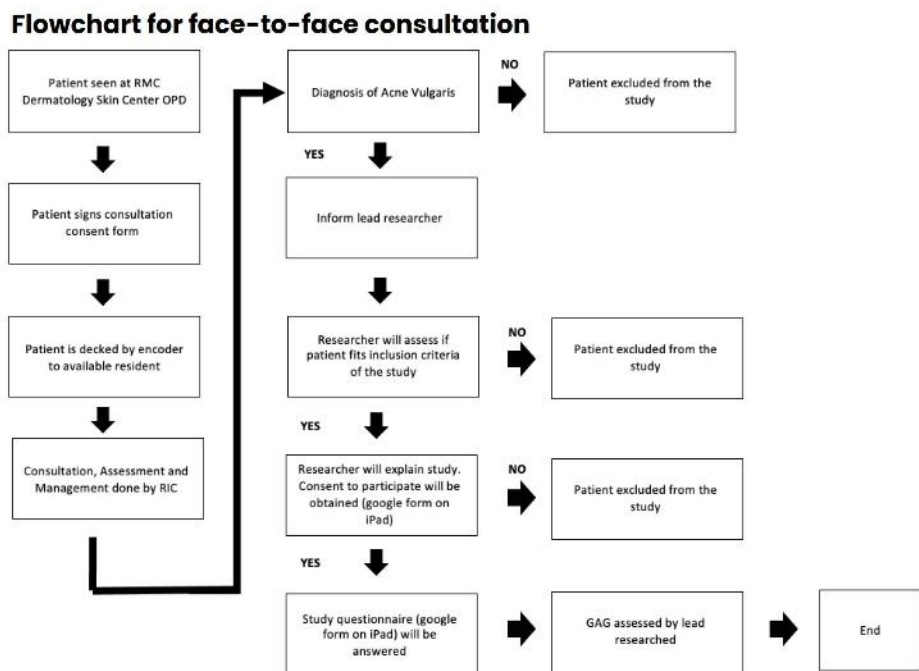 Flowchart for face-to-face consultation
Patient seen at RMC
Dermatology Skin Center OPD
Patient signs consultation
consent form
Patient is decked by encoder
to available resident
Consultation, Assessment and
Management done by RIC
Diagnosis of Acne Vulgaris
NO
Patient excluded from the
study
YES
Inform lead researcher
Researcher will assess if
patient fits inclusion criteria
of the study
NO
Patient excluded from the
study
YES
Researcher will explain study.
Consent to participate will be
obtained (google form on
iPad)
NO
Patient excluded from the
study
YES
Study questionnaire (google
form on iPad) will be
answered
GAG assessed by lead
researched
End